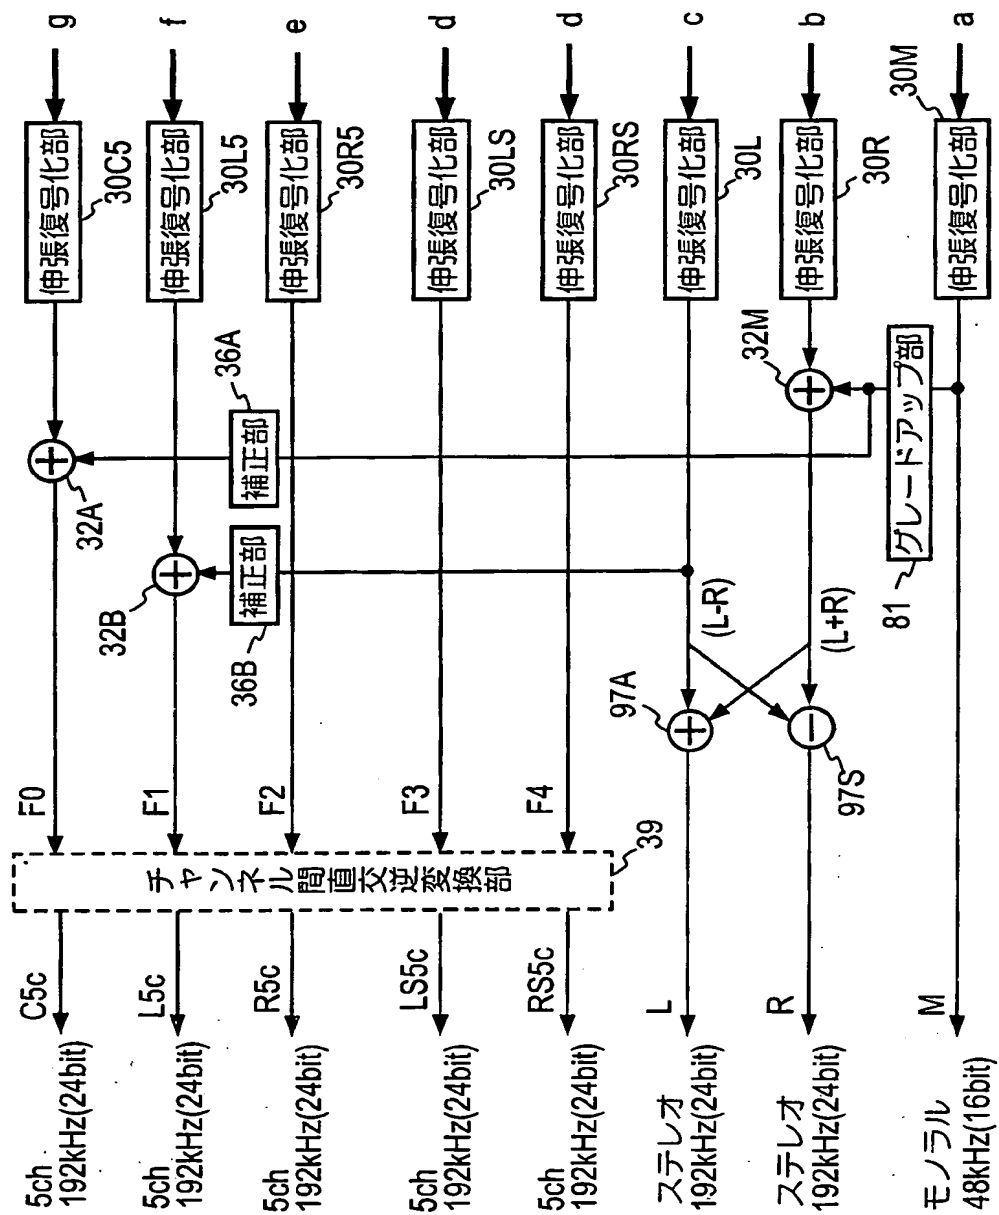 g
f
e
d
d
c
b
a
伸張復号化部
30C5
伸張復号化部
30L5
伸張復号化部
30R5
伸張復号化部
30LS
伸張復号化部
30RS
伸張復号化部
30L
伸張復号化部
30R
伸張復号化部
30M
32A
補正部
36A
32B
補正部
36B
32M
グレードアップ部
81
(L-R)
(L+R)
97A
97S
F0
F1
F2
F3
F4
チャンネル間直交逆変換部
39
C5c
L5c
R5c
LS5c
RS5c
L
R
M
5ch
192kHz(24bit)
5ch
192kHz(24bit)
5ch
192kHz(24bit)
5ch
192kHz(24bit)
5ch
192kHz(24bit)
ステレオ
192kHz(24bit)
ステレオ
192kHz(24bit)
モノラル
48kHz(16bit)